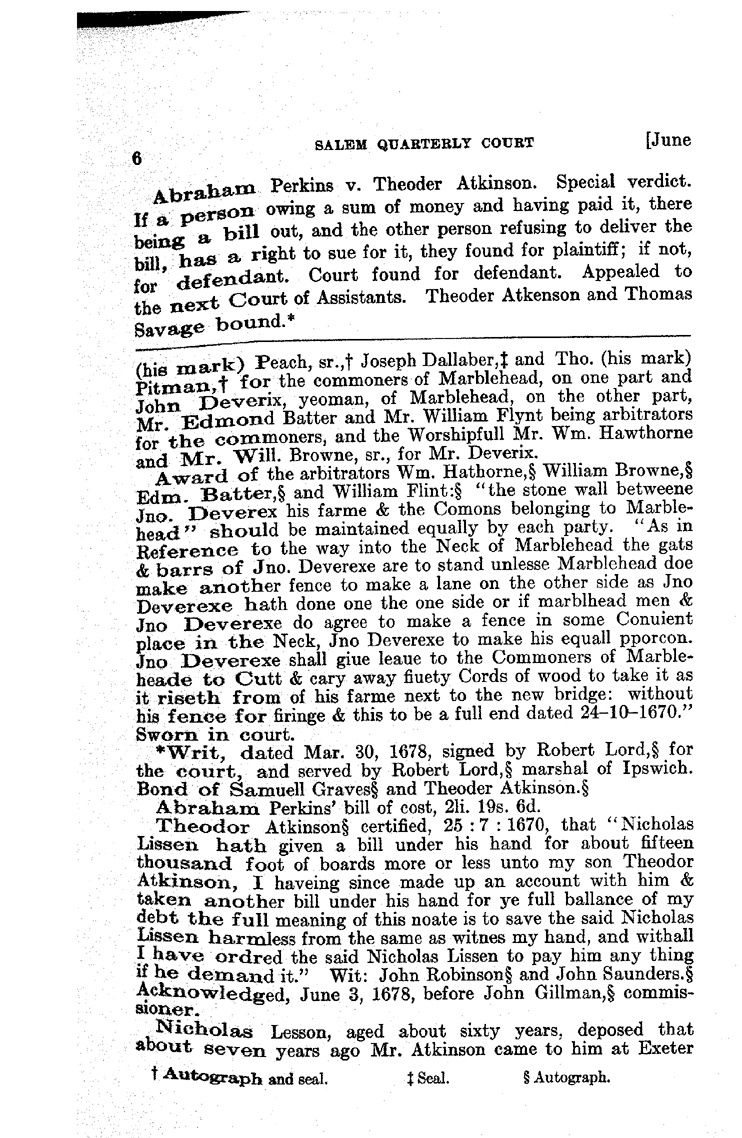 6 SALEM QUARTERLY COURT [June
Abraham Perkins v. Theoder Atkinson. Special verdict.
If a person owing a sum of money and having paid it, there
being a bill out, and the other person refusing to deliver the
bill, has a right to sue for it, they found for plaintiff; if not,
for defendant. Court found for defendant. Appealed to
the next Court of Assistants. Theoder Atkenson and Thomas
Savage bound.*
(his mark) Peach, sr.,† Joseph Dallaber,‡ and Tho. (his mark)
Pitman,† for the commoners of Marblehead, on one part and
John Deverix, yeoman, of Marblehead, on the other part,
Mr. Edmond Batter and Mr. William Flynt being arbitrators
for the commoners, and the Worshipfull Mr. Wm. Hawthorne
and Mr. Will. Browne, sr., for Mr. Deverix.
Award of the arbitrators Wm. Hathorne,§ William Browne,§
Edm. Batter,§ and William Flint:§ "the stone wall betweene
Jno. Deverex his farme & the Comons belonging to Marble-
head" should be maintained equally by each party. "As in
Reference to the way into the Neck of Marblehead the gats
& barrs of Jno. Deverexe are to stand unlesse Marblehead doe
make another fence to make a lane on the other side as Jno
Deverexe hath done one the one side or if marblhead men &
Jno Deverexe do agree to make a fence in some Conuient
place in the Neck, Jno Deverexe to make his equall pporcon.
Jno Deverexe shall giue leaue to the Commoners of Marble-
heade to Cutt & cary away fiuety Cords of wood to take it as
it riseth from of his farme next to the new bridge: without
his fence for firinge & this to be a full end dated 24-10-1670."
Sworn in court.
*Writ, dated Mar. 30, 1678, signed by Robert Lord,§ for
the court, and served by Robert Lord,§ marshal of Ipswich.
Bond of Samuell Graves§ and Theoder Atkinson.§
Abraham Perkins' bill of cost, 2li. 19s. 6d.
Theodor Atkinson§ certified, 25 : 7 : 1670, that "Nicholas
Lissen hath given a bill under his hand for about fifteen
thousand foot of boards more or less unto my son Theodor
Atkinson, I haveing since made up an account with him &
taken another bill under his hand for ye full ballance of my
debt the full meaning of this noate is to save the said Nicholas
Lissen harmless from the same as witnes my hand, and withall
I have ordred the said Nicholas Lissen to pay him any thing
if he demand it." Wit: John Robinson§ and John Saunders.§
Acknowledged, June 3, 1678, before John Gillman,§ commis-
sioner.
Nicholas Lesson, aged about sixty years, deposed that
about seven years ago Mr. Atkinson came to him at Exeter
† Autograph and seal. ‡ Seal. § Autograph.